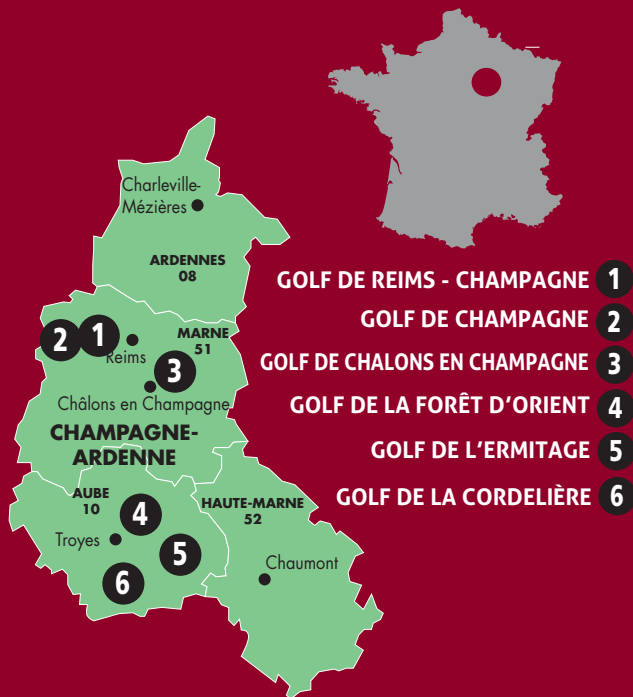 Charleville-
Mézières
ARDENNES
08
GOLF DE REIMS - CHAMPAGNE 1
GOLF DE CHAMPAGNE 2
GOLF DE CHALONS EN CHAMPAGNE 3
GOLF DE LA FORÊT D'ORIENT 4
GOLF DE L'ERMITAGE 5
GOLF DE LA CORDELIÈRE 6
2
1
Reims
MARNE
51
3
Châlons en Champagne
CHAMPAGNE-
ARDENNE
AUBE
10
4
Troyes
5
6
HAUTE-MARNE
52
Chaumont